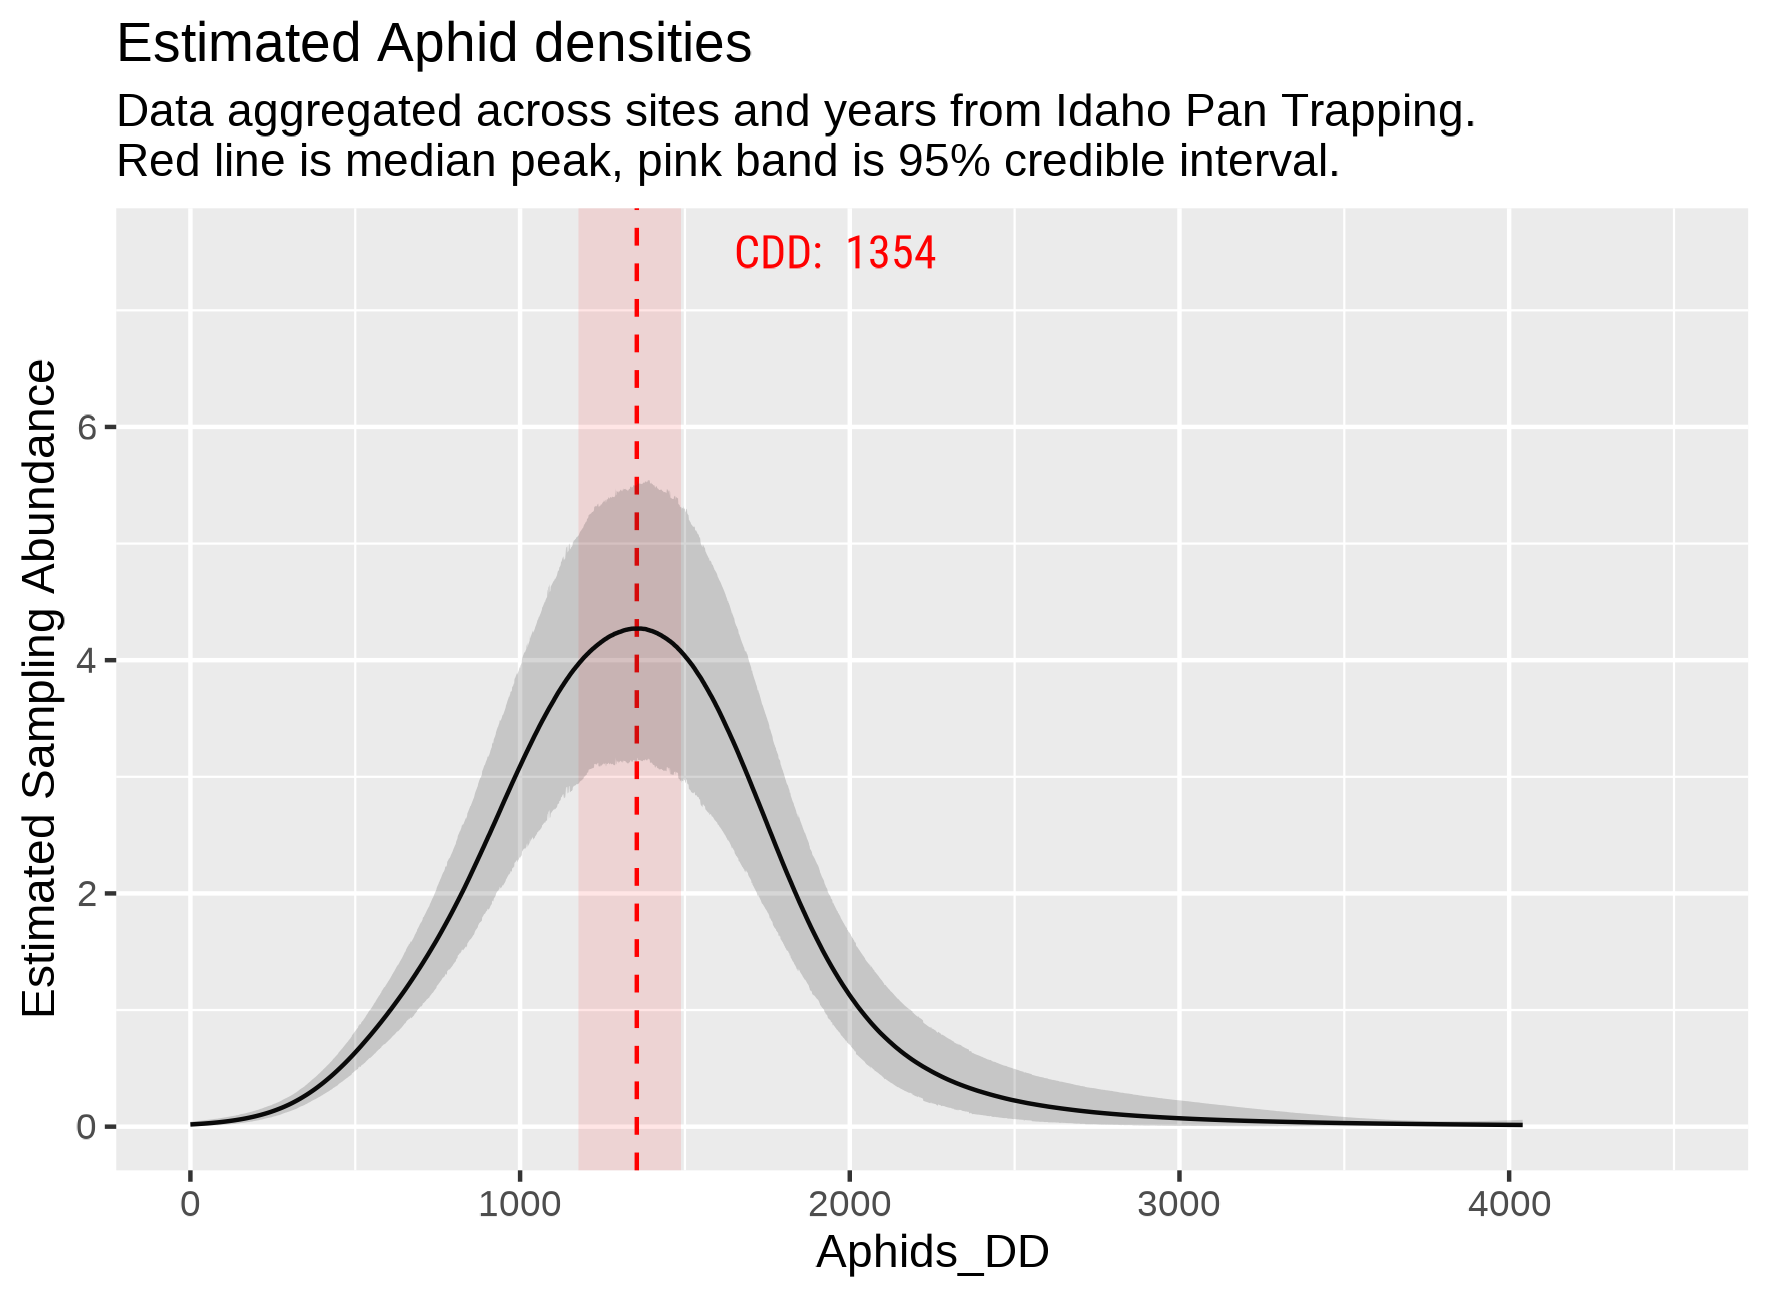 Estimated Aphid densities
Data aggregated across sites and years from Idaho Pan Trapping.
Red line is median peak, pink band is 95% credible interval.
CDD: 1354
Estimated Sampling Abundance
6
4
2
0
0 1000 2000 3000 4000
Aphids_DD